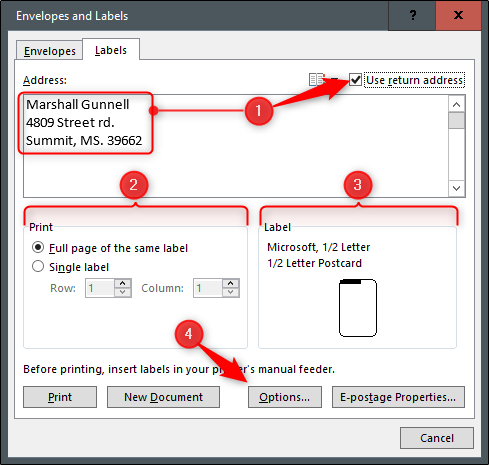 Envelopes and Labels
Envelopes
Labels
Address:
Use return address
Marshall Gunnell
4809 Street rd.
Summit, MS. 39662
1
2
3
Print
Full page of the same label
Single label
Row: 1 Column: 1
Label
Microsoft, 1/2 Letter
1/2 Letter Postcard
4
Before printing, insert labels in your printer's manual feeder.
Print
New Document
Options...
E-postage Properties...
Cancel